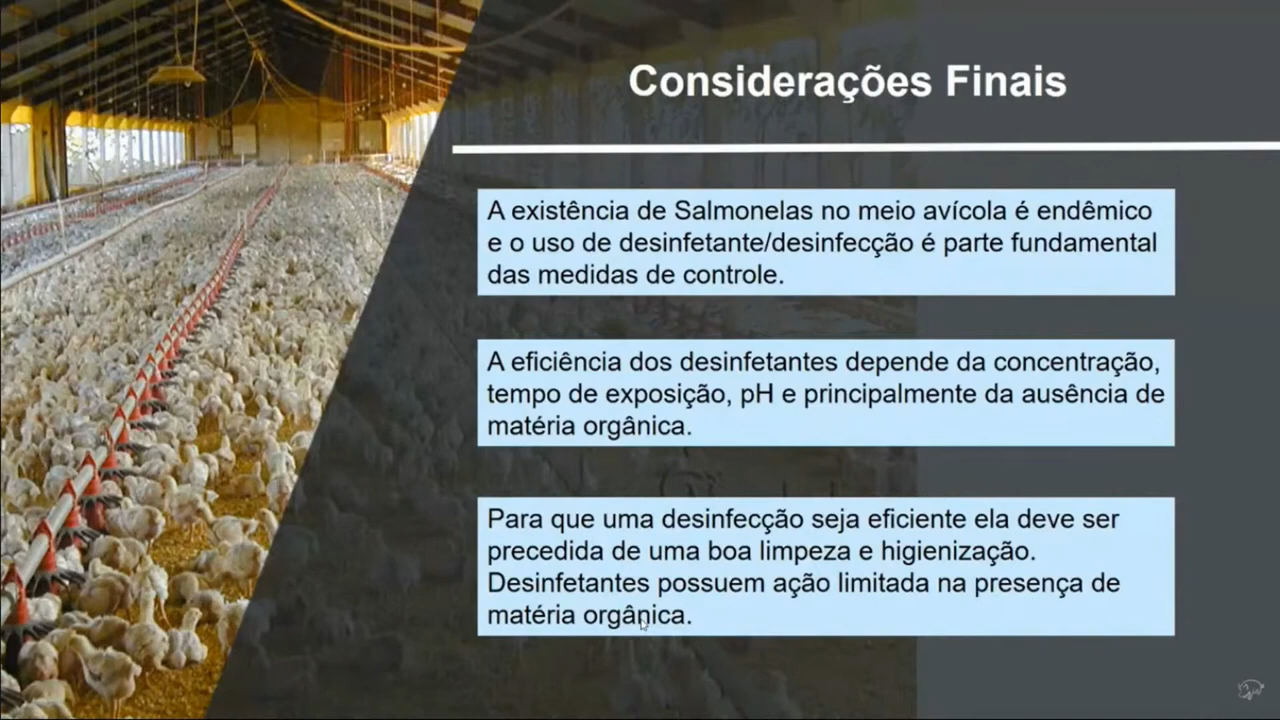 Considerações Finais
A existência de Salmonelas no meio avícola é endêmico
e o uso de desinfetante/desinfecção é parte fundamental
das medidas de controle.
A eficiência dos desinfetantes depende da concentração,
tempo de exposição, pH e principalmente da ausência de
matéria orgânica.
Para que uma desinfecção seja eficiente ela deve ser
precedida de uma boa limpeza e higienização.
Desinfetantes possuem ação limitada na presença de
matéria orgânica.